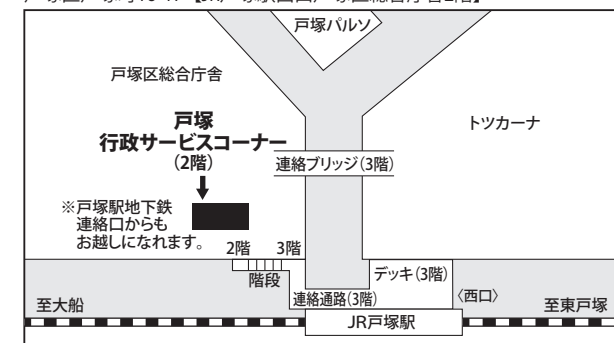 戸塚パルソ
戸塚区総合庁舎
トツカーナ
戸塚
行政サービスコーナー
(2階)
連絡ブリッジ(3階)
※戸塚駅地下鉄
連絡口からも
お越しになれます。
2階 3階
階段
デッキ(3階)
連絡通路(3階)
〈西口〉
至大船
至東戸塚
JR戸塚駅